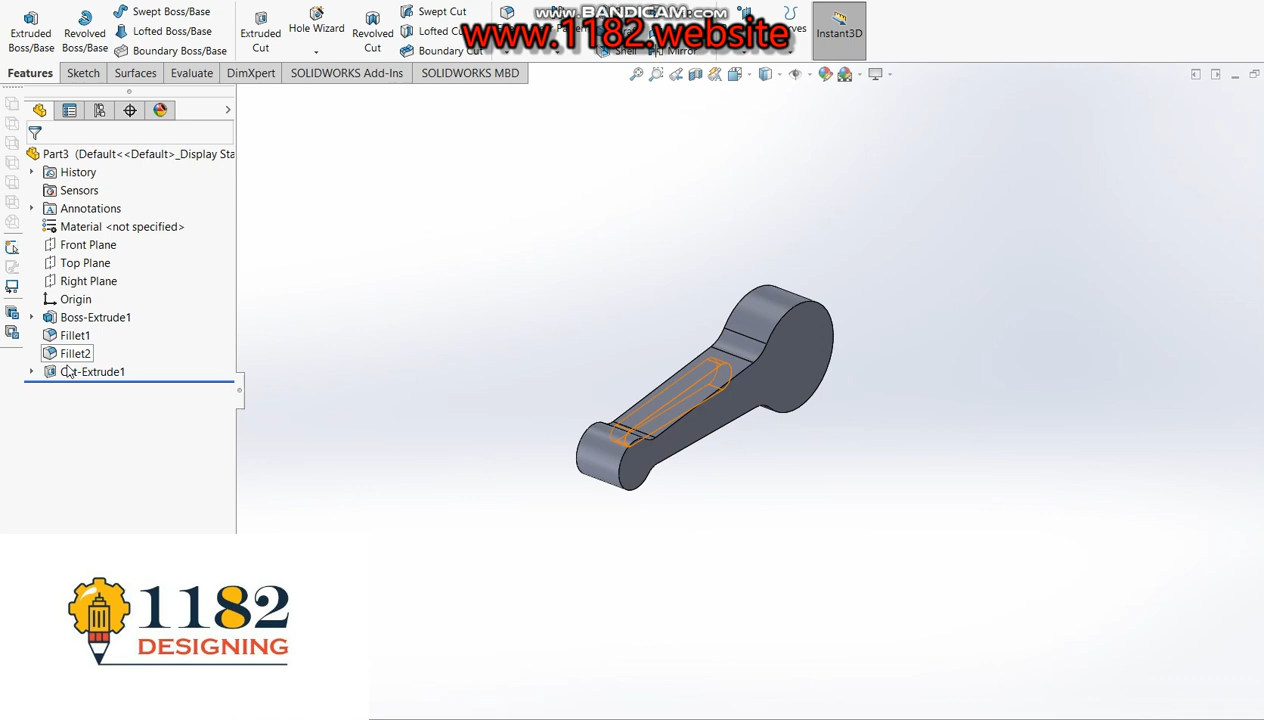 www.BANDICAM.com
www.1182.website
Extruded Boss/Base
Revolved Boss/Base
Swept Boss/Base
Lofted Boss/Base
Boundary Boss/Base
Extruded Cut
Hole Wizard
Revolved Cut
Swept Cut
Lofted Cu
Boundary Cut
Shell
Mirror
Instant3D
Features
Sketch
Surfaces
Evaluate
DimXpert
SOLIDWORKS Add-Ins
SOLIDWORKS MBD
Part3 (Default<<Default>_Display Sta
History
Sensors
Annotations
Material <not specified>
Front Plane
Top Plane
Right Plane
Origin
Boss-Extrude1
Fillet1
Fillet2
Cut-Extrude1
1182
DESIGNING